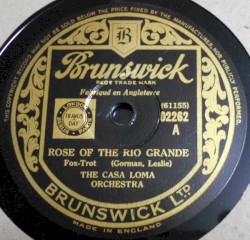 B
Brunswick
REGD TRADE MARK
Fabriqué en Angleterre
(61155)
02262
A
ROSE OF THE RIO GRANDE
Fox-Trot (Gorman, Leslie)
THE CASA LOMA
ORCHESTRA
BRUNSWICK LTD
MADE IN ENGLAND